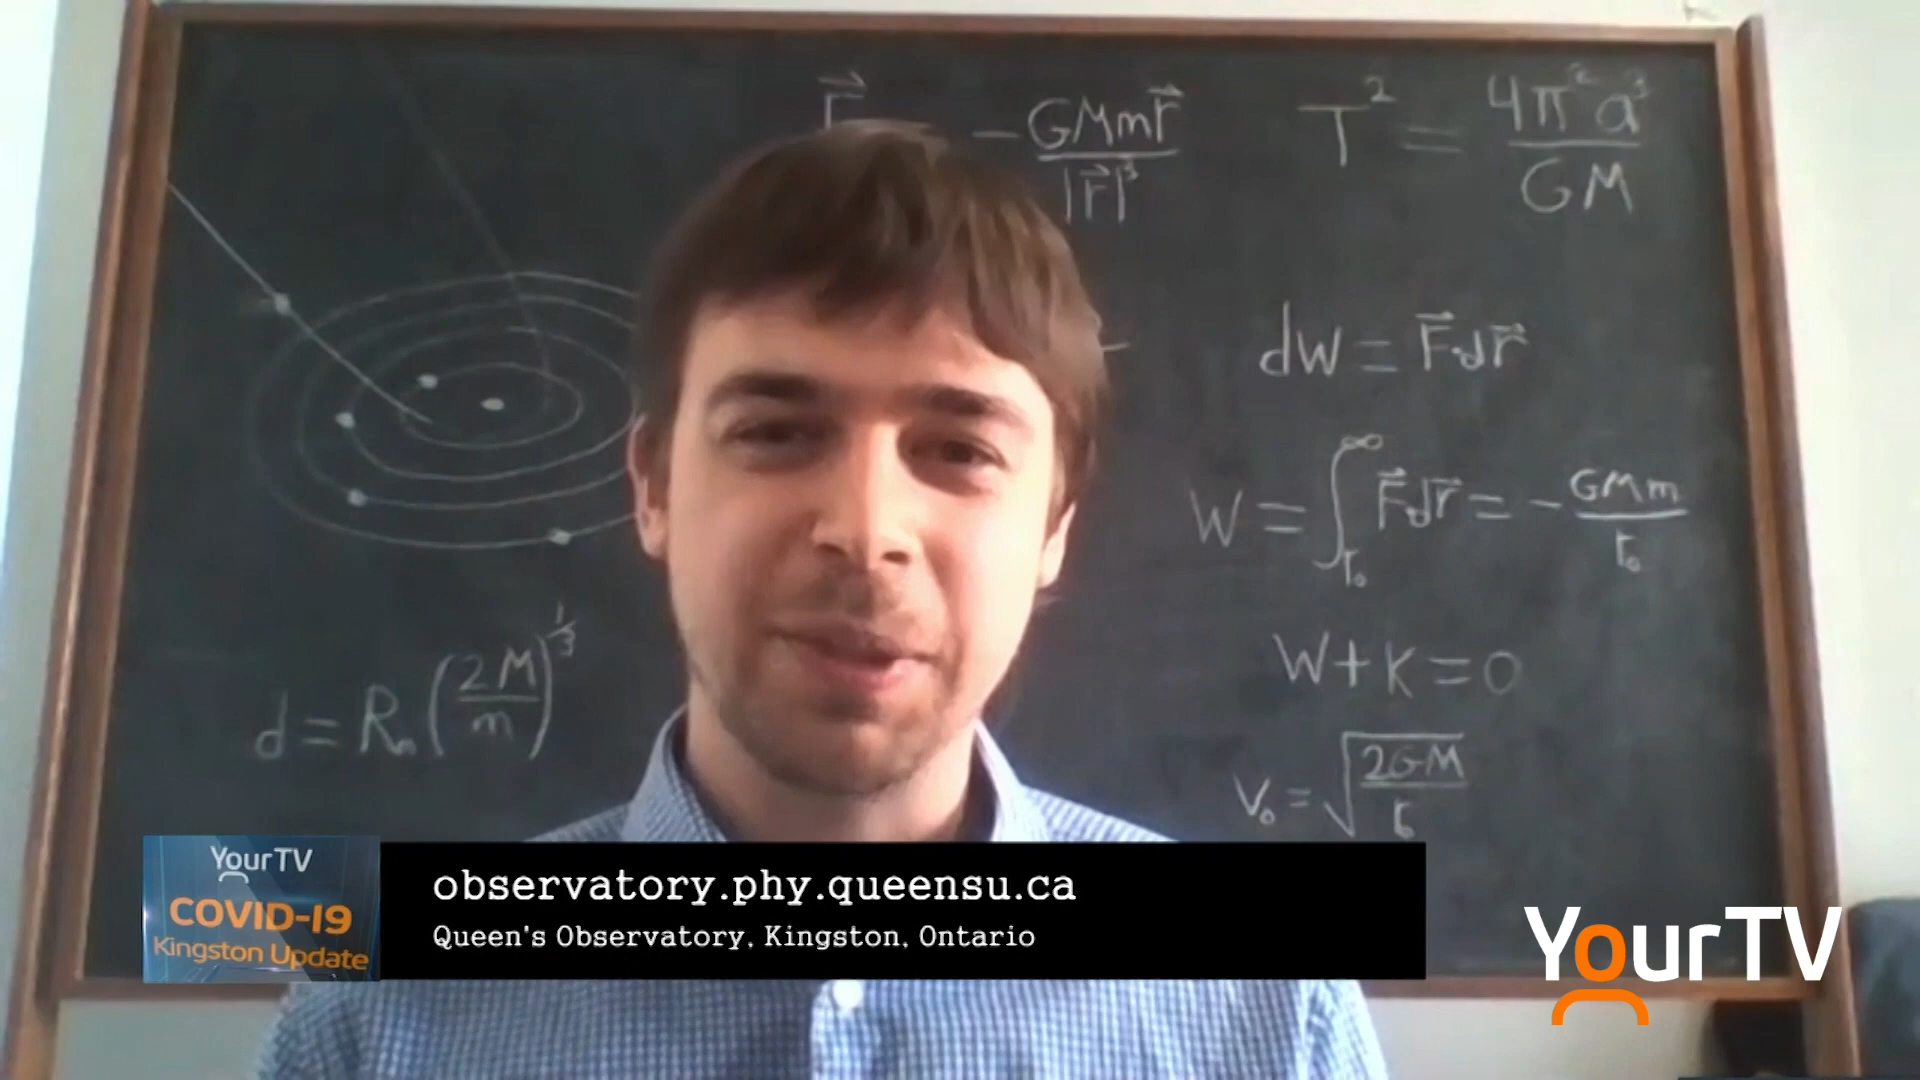 F⃗ = -GMmr⃗/|r⃗|³
T² = 4π²a³/GM
dW = F⃗·dr⃗
W = ∫_{r₀}^{∞} F⃗·dr⃗ = -GMm/r₀
W+K=0
d = Rₘ(2M/m)^{1/3}
V₀ = √(2GM/r₀)
YourTV
COVID-19
Kingston Update
observatory.phy.queensu.ca
Queen's Observatory, Kingston, Ontario
YourTV